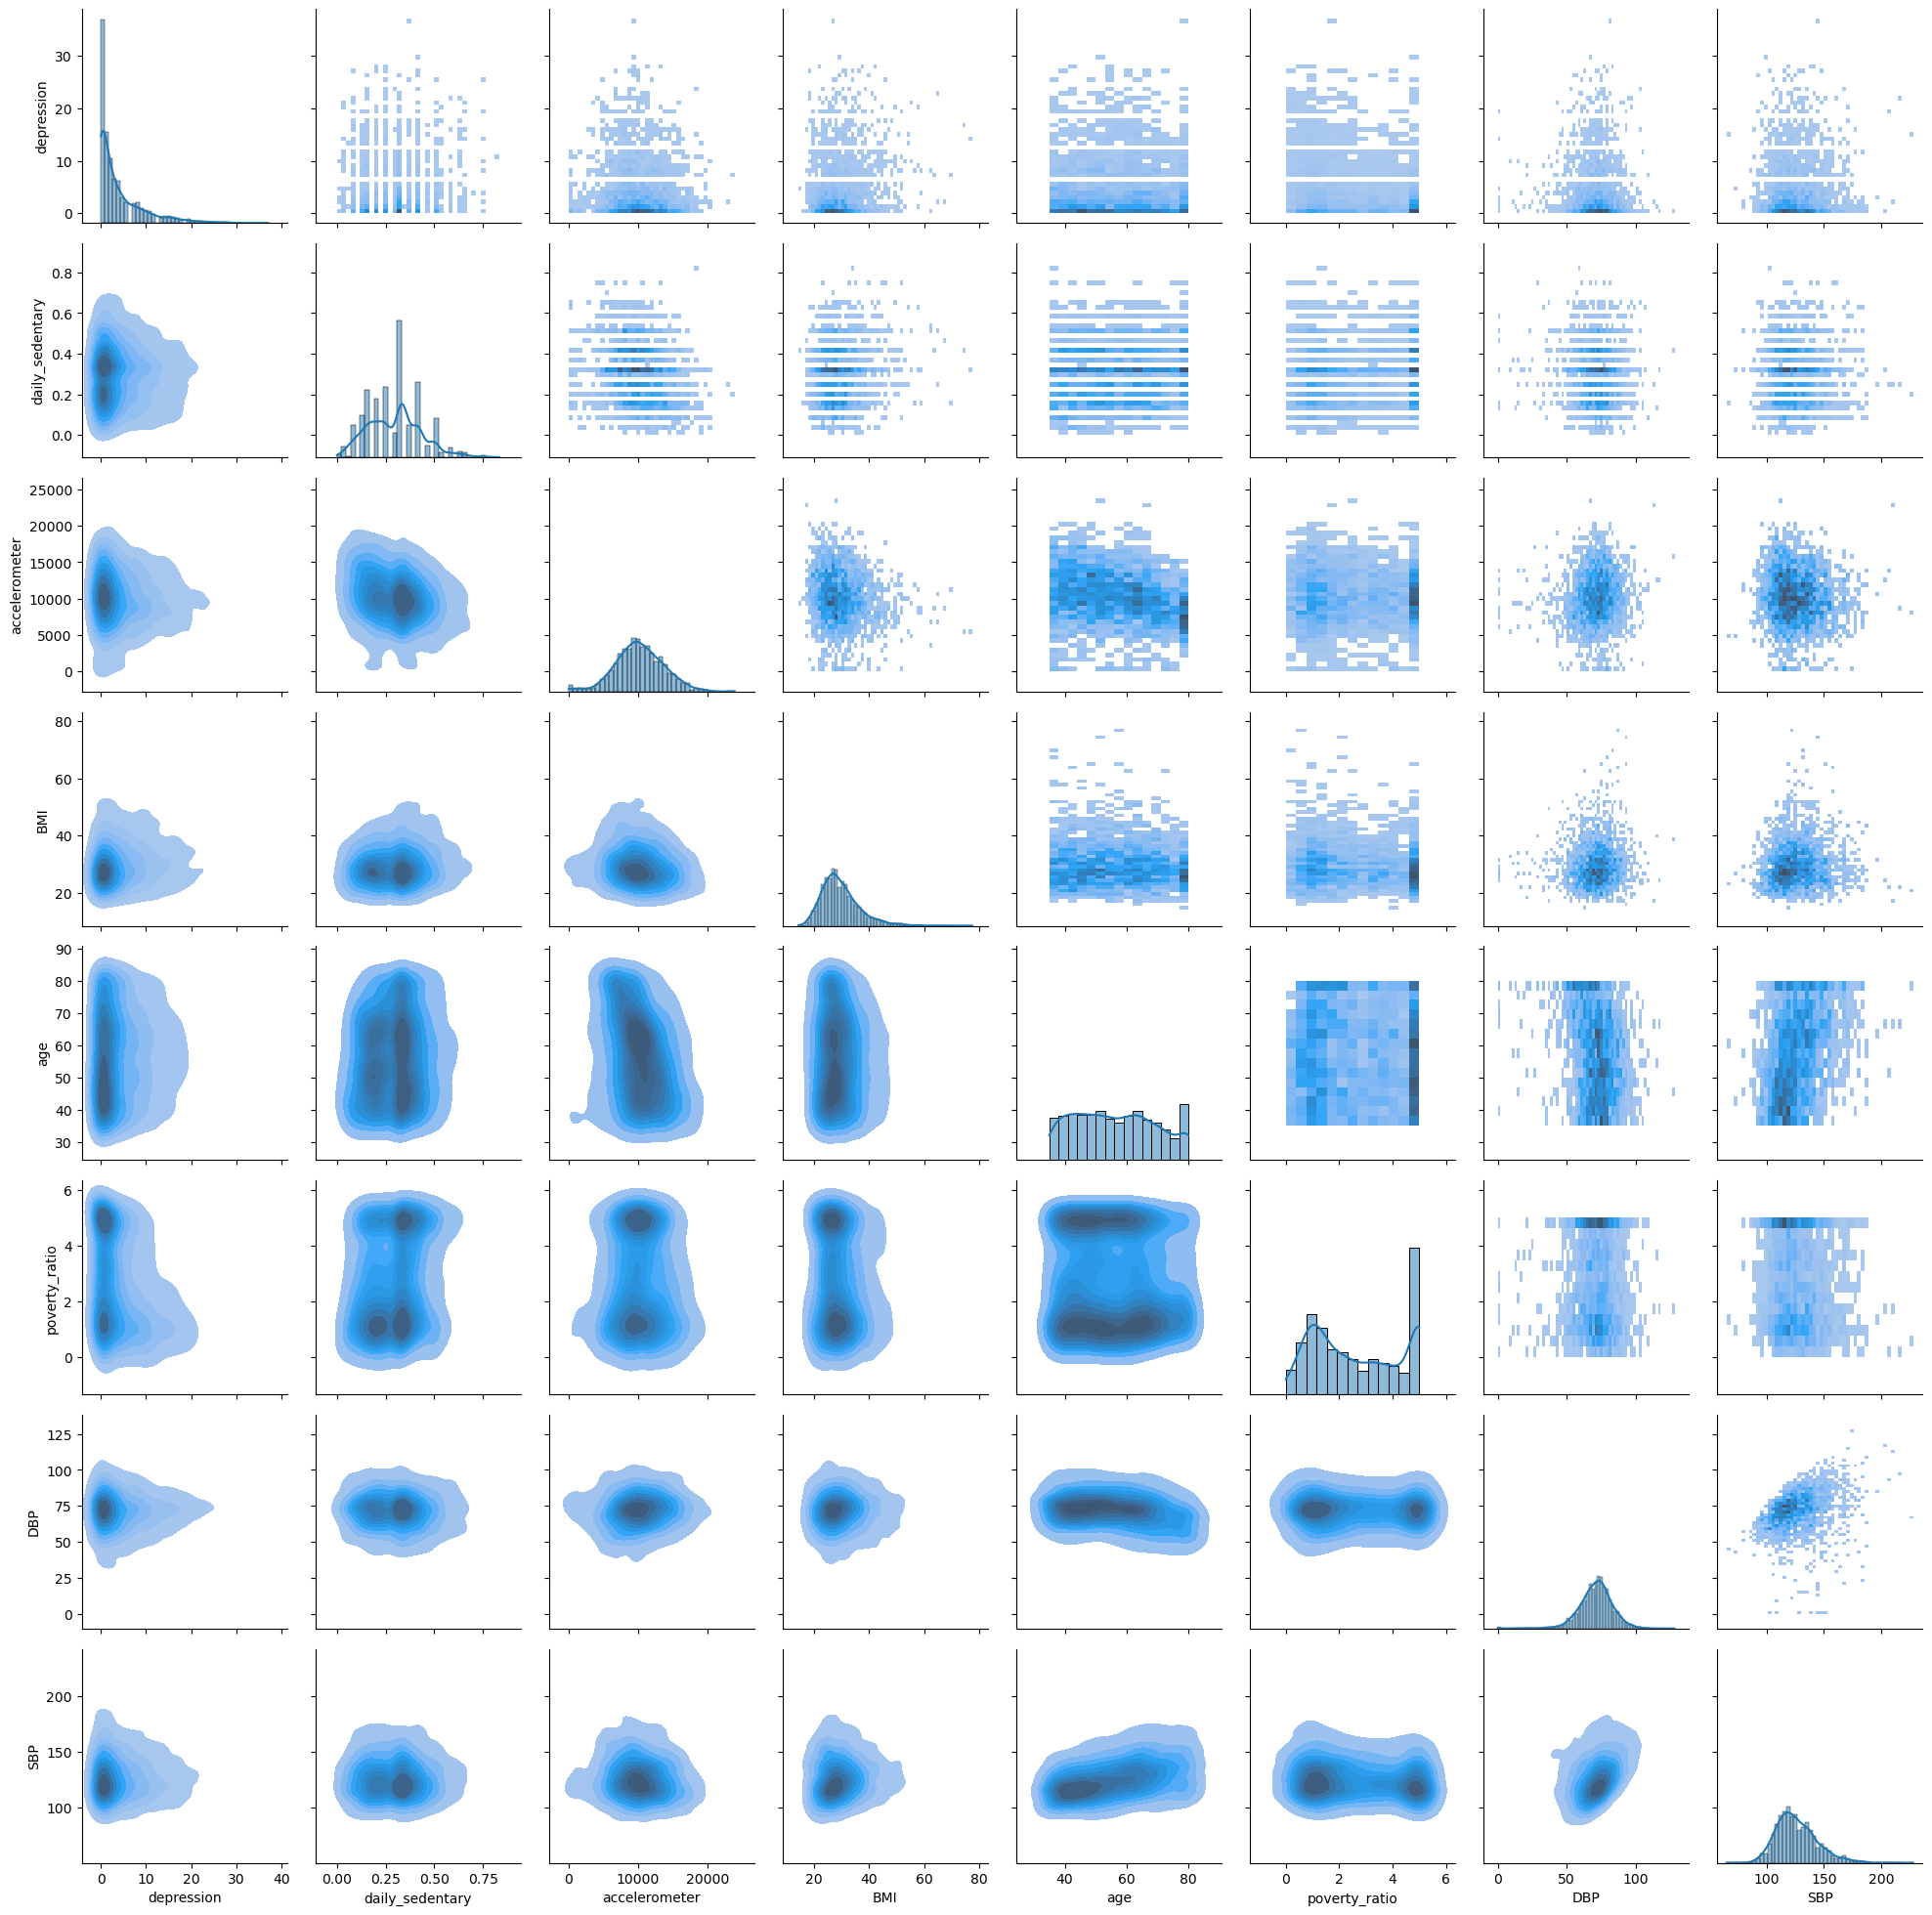 30
20
10
0
depression
0.8
0.6
0.4
0.2
0.0
daily_sedentary
25000
20000
15000
10000
5000
0
accelerometer
80
60
40
20
BMI
90
80
70
60
50
40
30
age
6
4
2
0
poverty_ratio
125
100
75
50
25
0
DBP
200
150
100
SBP
0 10 20 30 40
0.00 0.25 0.50 0.75
0 10000 20000
20 40 60 80
40 60 80
0 2 4 6
0 100
100 150 200
depression daily_sedentary accelerometer BMI age poverty_ratio DBP SBP